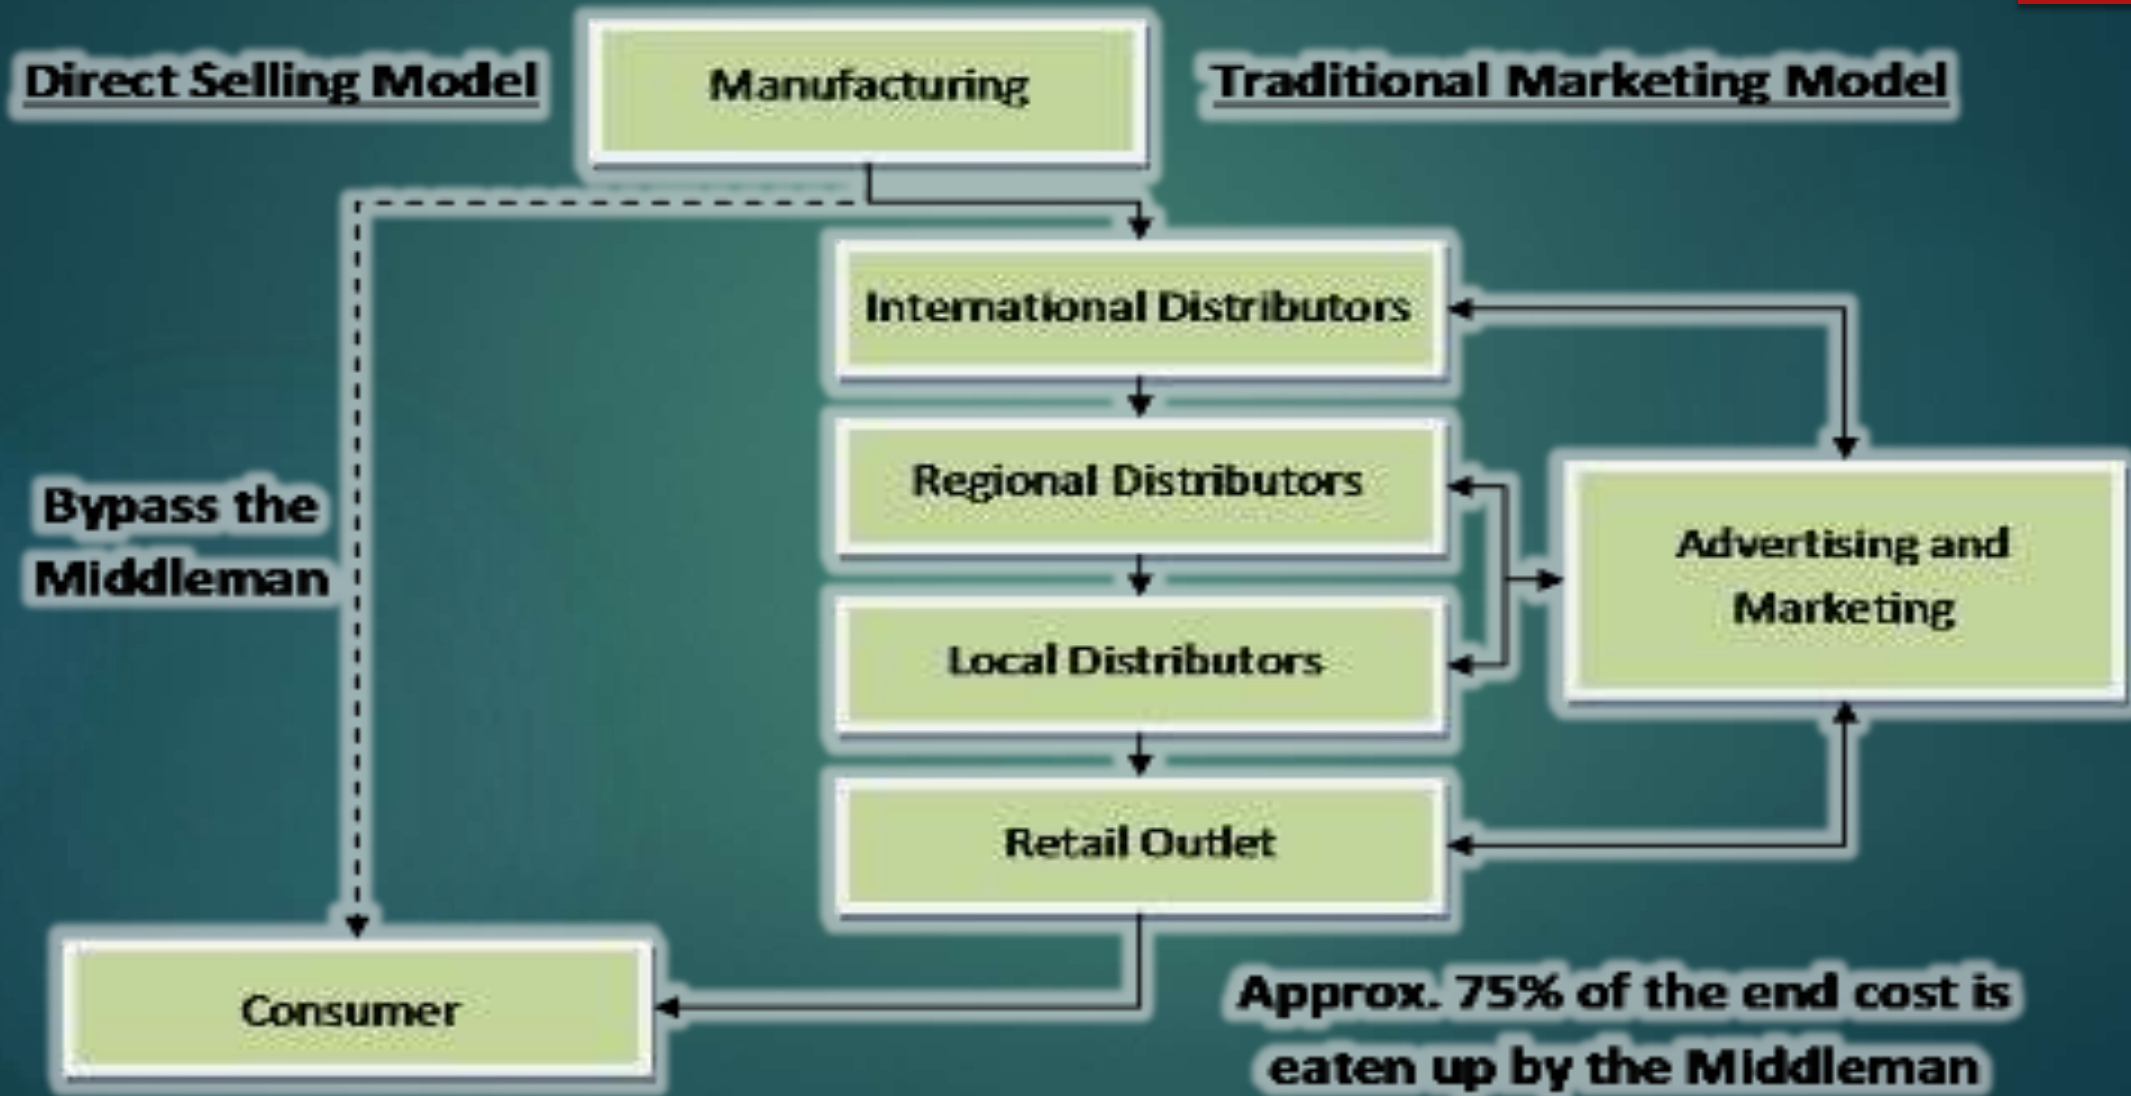 Direct Selling Model
Manufacturing
Traditional Marketing Model
International Distributors
Regional Distributors
Bypass the
Middleman
Advertising and
Marketing
Local Distributors
Retail Outlet
Consumer
Approx. 75% of the end cost is
eaten up by the Middleman